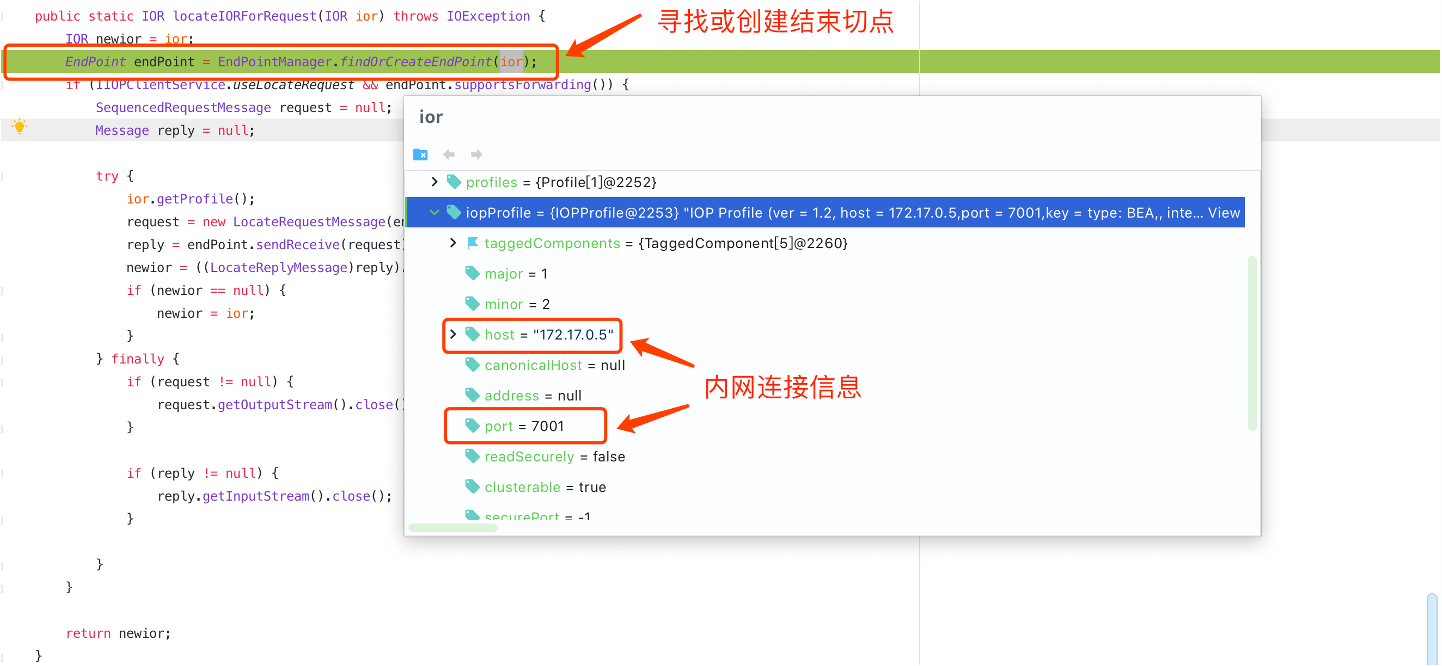 public static IOR locateIORForRequest(IOR ior) throws IOException {
寻找或创建结束切点
IOR newior = ior;
EndPoint endPoint = EndPointManager.findOrCreateEndPoint(ior);
if (IIOPClientService.useLocateRequest && endPoint.supportsForwarding()) {
SequencedRequestMessage request = null;
Message reply = null;
try {
ior.getProfile();
request = new LocateRequestMessage(e
reply = endPoint.sendReceive(request
newior = ((LocateReplyMessage)reply).
if (newior == null) {
newior = ior;
}
} finally {
if (request != null) {
request.getOutputStream().close(
}
if (reply != null) {
reply.getInputStream().close();
}
}
}
return newior;
}
ior
profiles = {Profile[1]@2252}
iopProfile = {IOPProfile@2253} "IOP Profile (ver = 1.2, host = 172.17.0.5,port = 7001,key = type: BEA,, inte... View
taggedComponents = {TaggedComponent[5]@2260}
major = 1
minor = 2
host = "172.17.0.5"
canonicalHost = null
内网连接信息
address = null
port = 7001
readSecurely = false
clusterable = true
securePort = -1